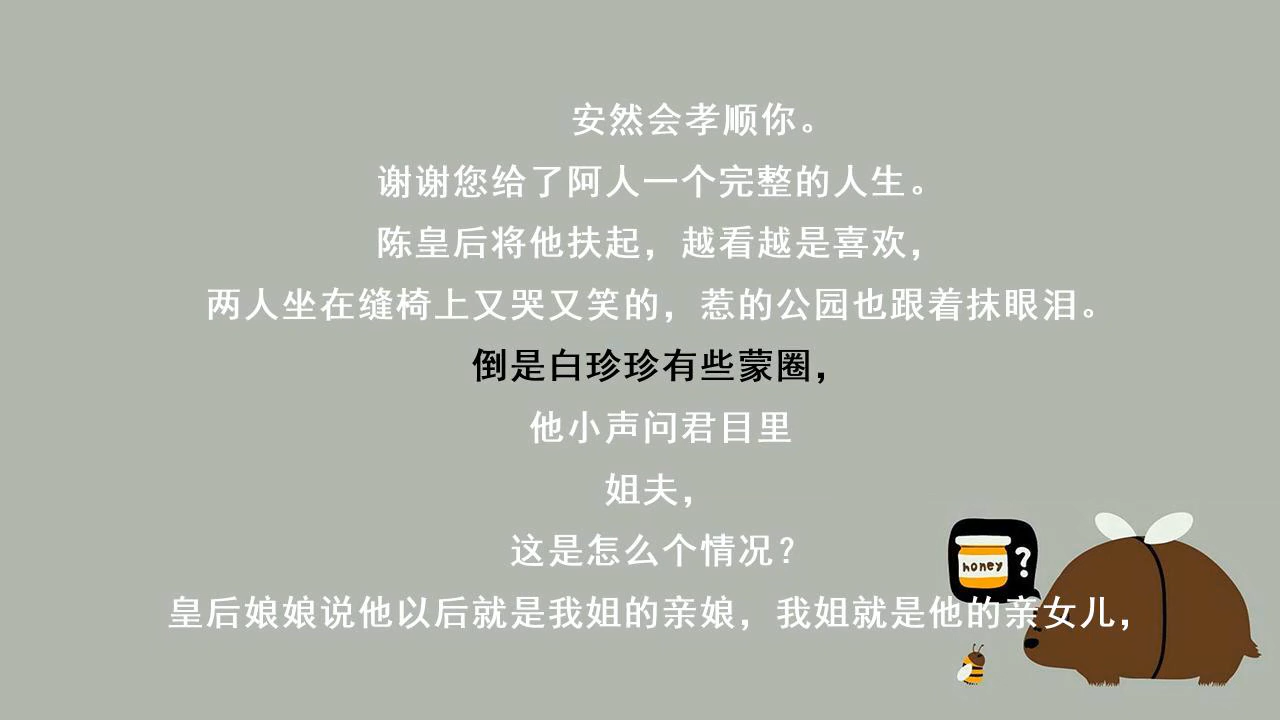 安然会孝顺你。
谢谢您给了阿人一个完整的人生。
陈皇后将他扶起，越看越是喜欢，
两人坐在缝椅上又哭又笑的，惹的公园也跟着抹眼泪。
倒是白珍珍有些蒙圈，
他小声问君目里
姐夫，
这是怎么个情况？
皇后娘娘说他以后就是我姐的亲娘，我姐就是他的亲女儿，
honey
?